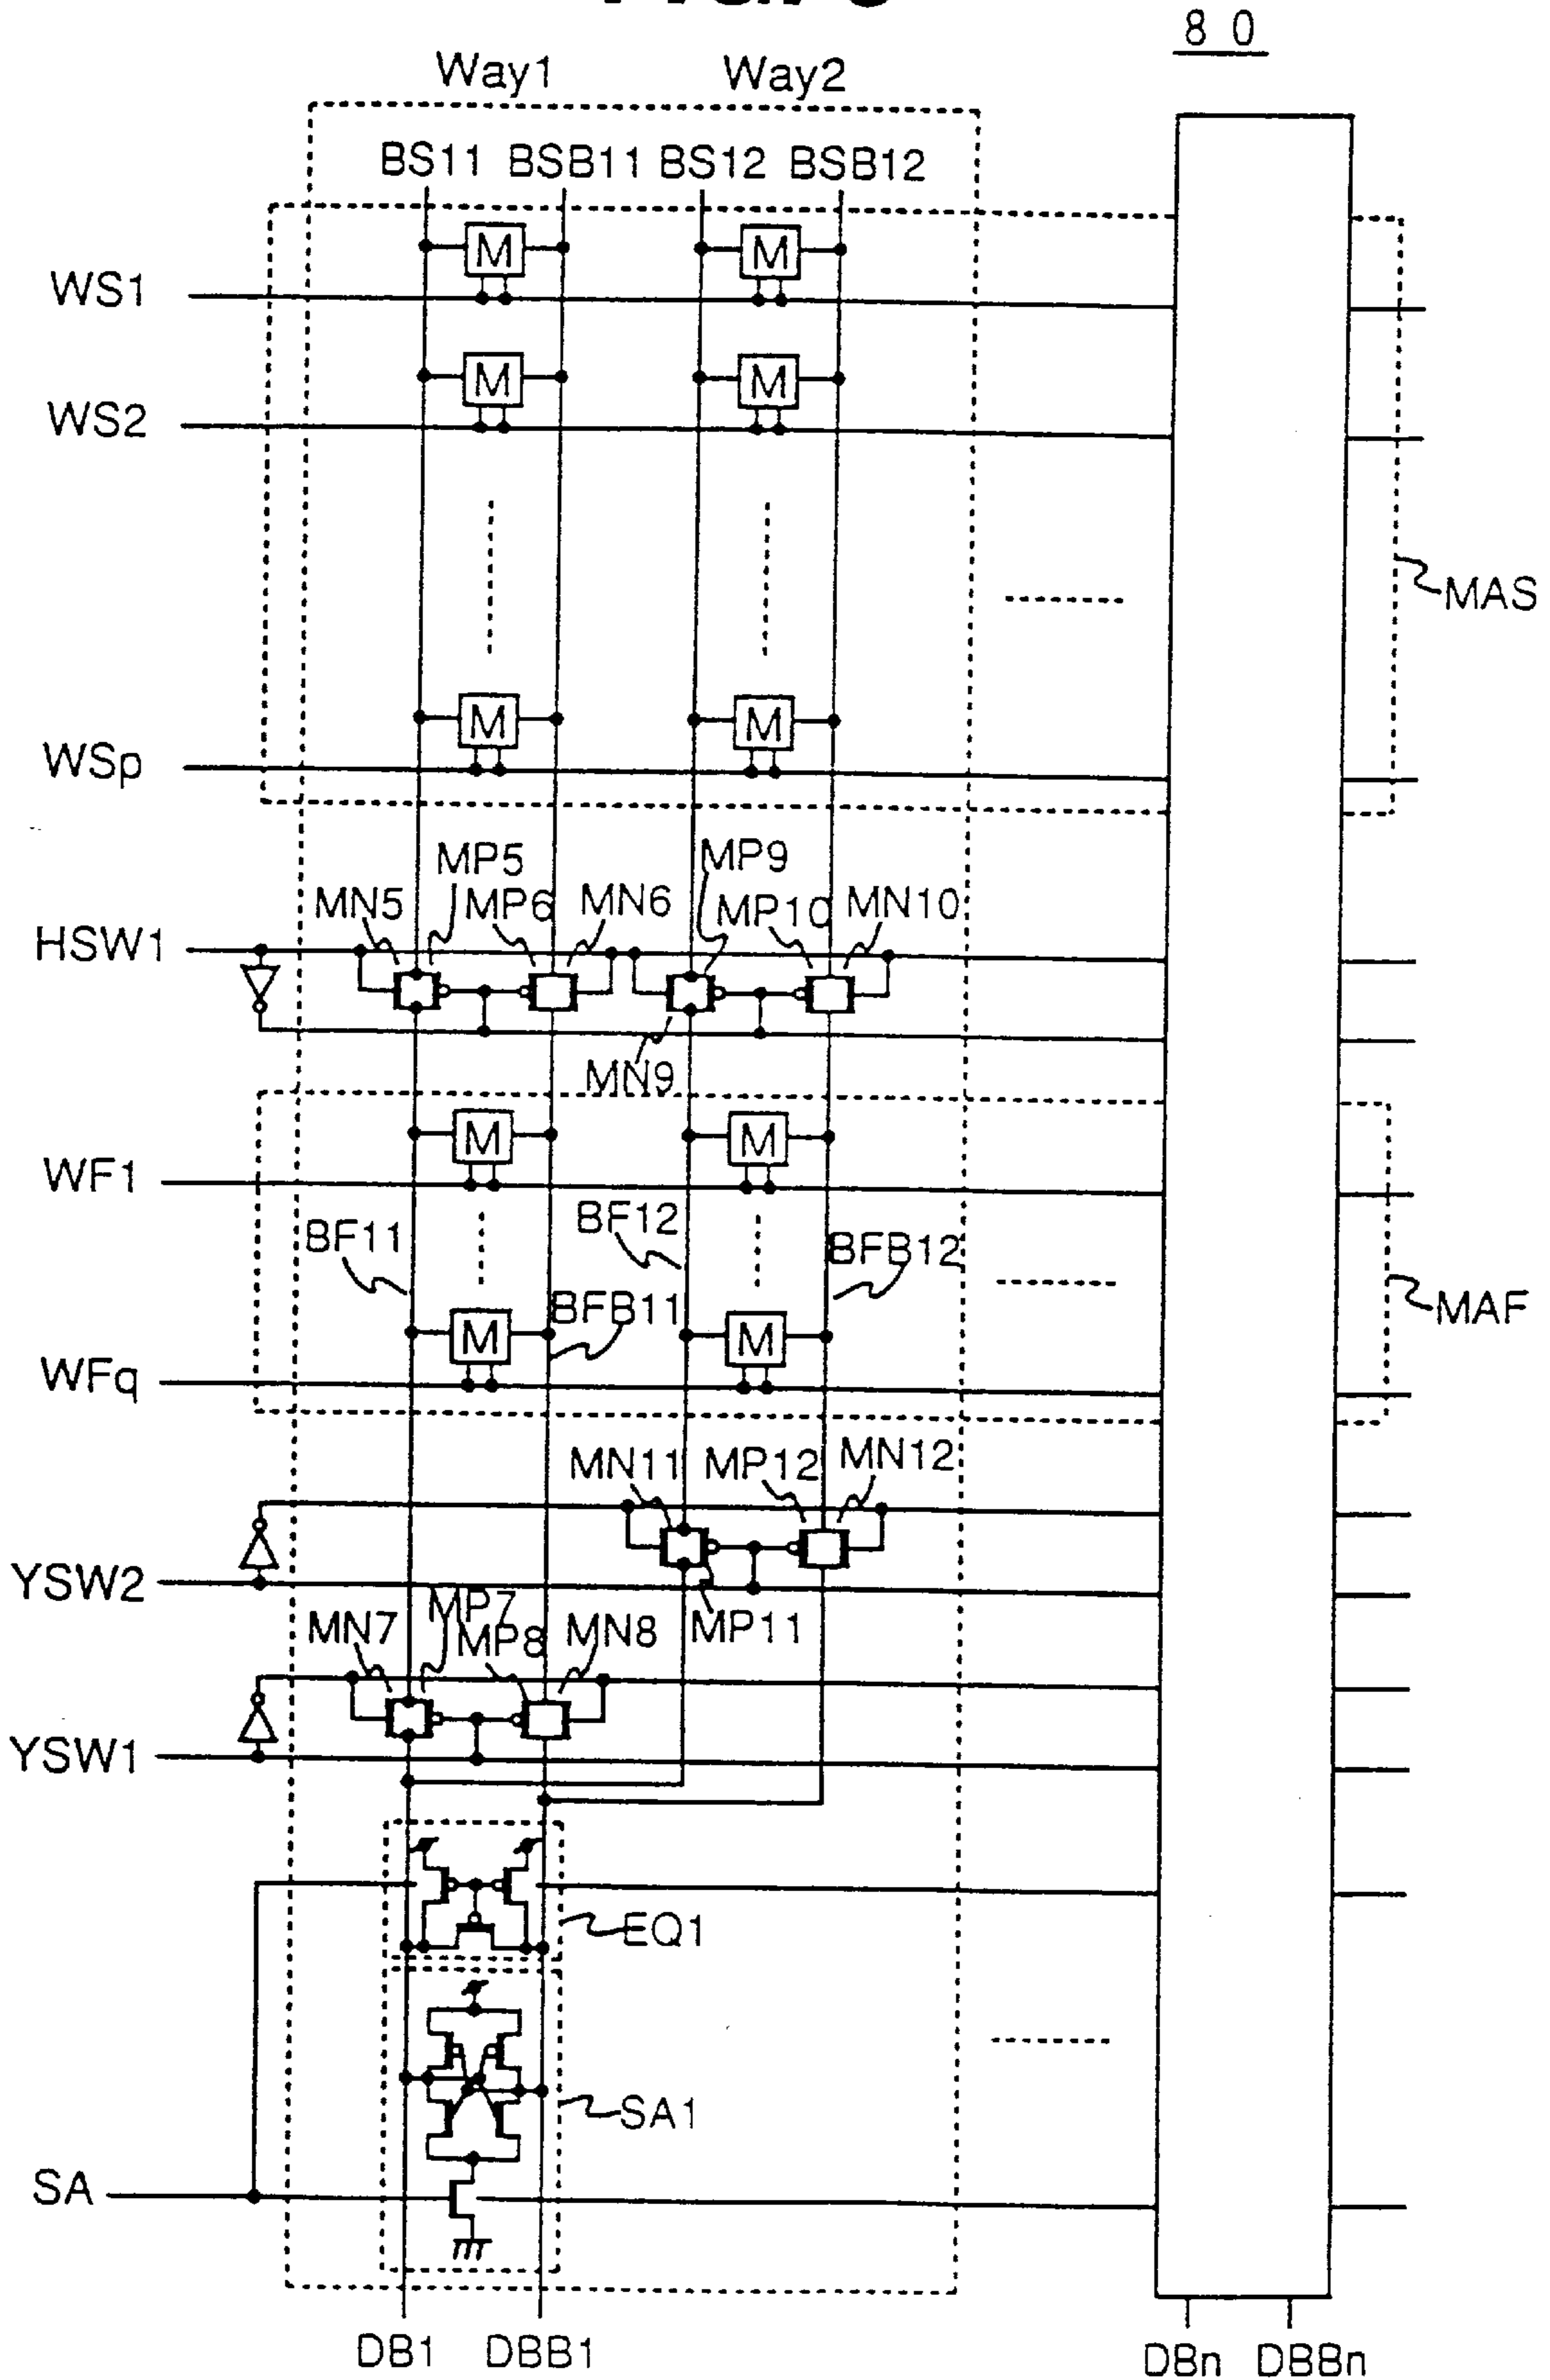 8 0
Way1 Way2
BS11 BSB11 BS12 BSB12
M M
WS1
M M
WS2
MAS
M M
WSp
MP5 MP9
MN5 MP6 MN6 MP10 MN10
HSW1
MN9
M M
WF1
BF11 BF12 BFB12
BFB11
MAF
M M
WFq
MN11 MP12 MN12
YSW2
MP7
MN7 MP8 MN8 MP11
YSW1
EQ1
SA1
SA
DB1 DBB1 DBn DBBn